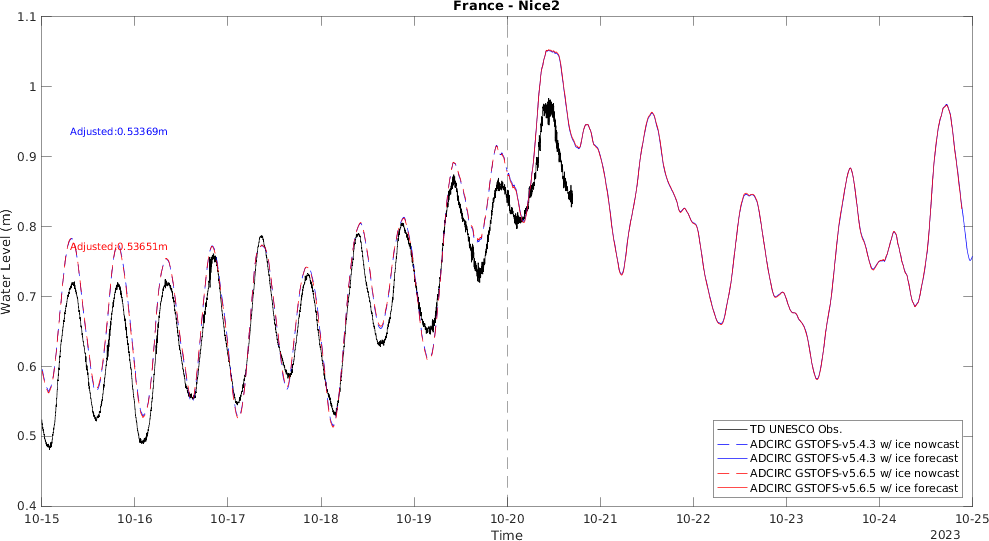 France - Nice2
1.1
1
0.9
0.8
0.7
0.6
0.5
0.4
Water Level (m)
Adjusted:0.53369m
Adjusted:0.53651m
TD UNESCO Obs.
ADCIRC GSTOFS-v5.4.3 w/ ice nowcast
ADCIRC GSTOFS-v5.4.3 w/ ice forecast
ADCIRC GSTOFS-v5.6.5 w/ ice nowcast
ADCIRC GSTOFS-v5.6.5 w/ ice forecast
10-15 10-16 10-17 10-18 10-19 10-20 10-21 10-22 10-23 10-24 10-25
Time
2023